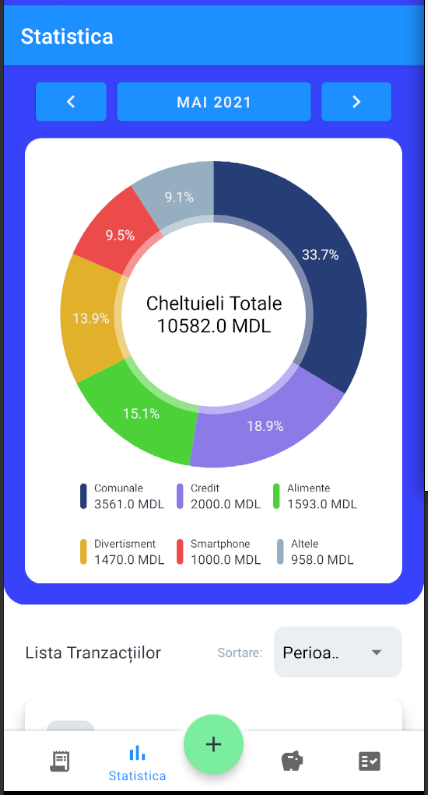 Statistica
MAI 2021
9.1%
9.5%
33.7%
13.9%
Cheltuieli Totale
10582.0 MDL
15.1%
18.9%
Comunale
3561.0 MDL
Credit
2000.0 MDL
Alimente
1593.0 MDL
Divertisment
1470.0 MDL
Smartphone
1000.0 MDL
Altele
958.0 MDL
Lista Tranzacțiilor
Sortare:
Perioa..
Statistica